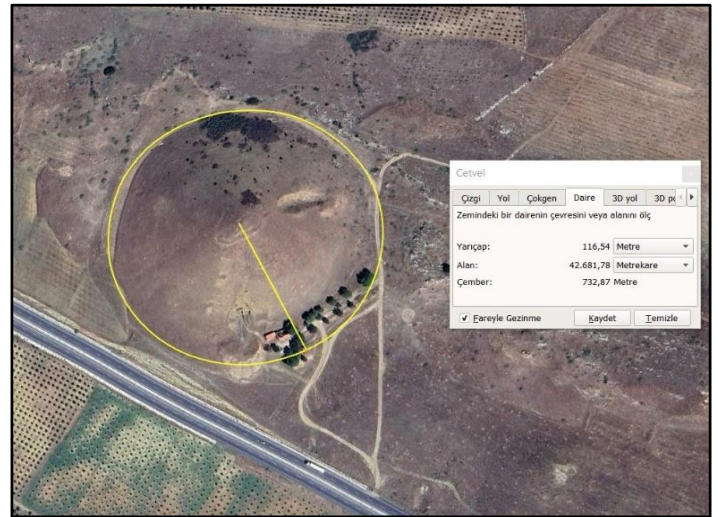 Cetvel
Çizgi Yol Çokgen Daire 3D yol
Zemindeki bir dairenin çevresini veya alanını ölç
Yarıçap: 116,54 Metre
Alan: 42.681,78 Metrekare
Çember: 732,87 Metre
Fareyle Gezinme Kaydet Temizle